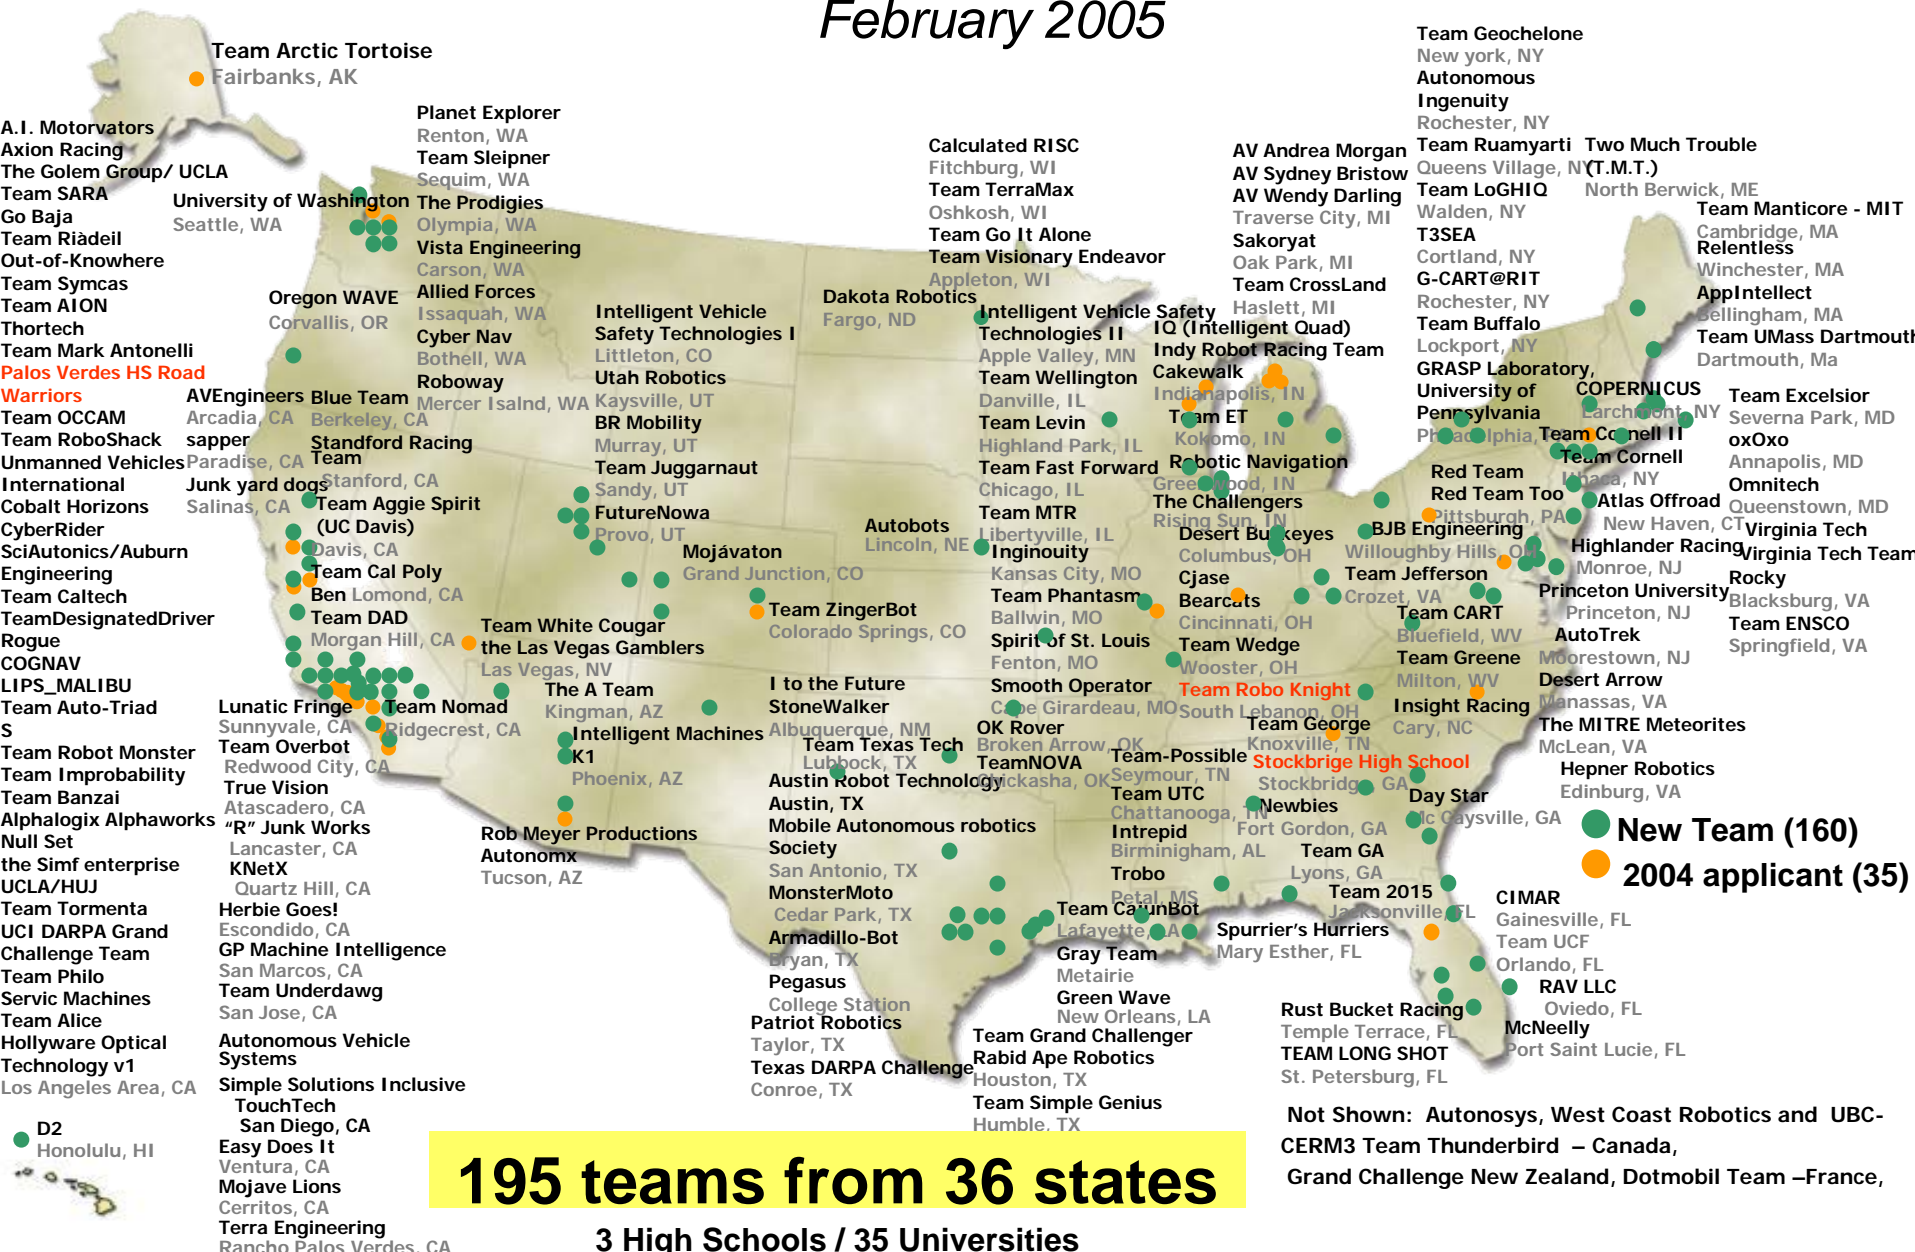 February 2005
Team Arctic Tortoise
Fairbanks, AK
A.I. Motorvators
Axion Racing
The Golem Group/ UCLA
Team SARA
Go Baja
Team Riàdeil
Out-of-Knowhere
Team Symcas
Team AION
Thortech
Team Mark Antonelli
Palos Verdes HS Road
Warriors
Team OCCAM
Team RoboShack
Unmanned Vehicles
International
Cobalt Horizons
CyberRider
SciAutonics/Auburn
Engineering
Team Caltech
TeamDesignatedDriver
Rogue
COGNAV
LIPS_MALIBU
Team Auto-Triad
S
Team Robot Monster
Team Improbability
Team Banzai
Alphalogix Alphaworks
Null Set
the Simf enterprise
UCLA/HUJ
Team Tormenta
UCI DARPA Grand
Challenge Team
Team Philo
Servic Machines
Team Alice
Hollyware Optical
Technology v1
Los Angeles Area, CA
D2
Honolulu, HI
University of Washington
Seattle, WA
Oregon WAVE
Corvallis, OR
AVEngineers
Arcadia, CA
sapper
Paradise, CA
Junk yard dogs
Salinas, CA
Blue Team
Berkeley, CA
Standford Racing
Team
Stanford, CA
Team Aggie Spirit
(UC Davis)
Davis, CA
Team Cal Poly
Ben Lomond, CA
Team DAD
Morgan Hill, CA
Lunatic Fringe
Sunnyvale, CA
Team Overbot
Redwood City, CA
True Vision
Atascadero, CA
“R” Junk Works
Lancaster, CA
KNetX
Quartz Hill, CA
Herbie Goes!
Escondido, CA
GP Machine Intelligence
San Marcos, CA
Team Underdawg
San Jose, CA
Autonomous Vehicle
Systems
Simple Solutions Inclusive
TouchTech
San Diego, CA
Easy Does It
Ventura, CA
Mojave Lions
Cerritos, CA
Terra Engineering
Rancho Palos Verdes, CA
Team Nomad
Ridgecrest, CA
Planet Explorer
Renton, WA
Team Sleipner
Sequim, WA
The Prodigies
Olympia, WA
Vista Engineering
Carson, WA
Allied Forces
Issaquah, WA
Cyber Nav
Bothell, WA
Roboway
Mercer Isalnd, WA
Team White Cougar
the Las Vegas Gamblers
Las Vegas, NV
The A Team
Kingman, AZ
Intelligent Machines
K1
Phoenix, AZ
Rob Meyer Productions
Autonomx
Tucson, AZ
Intelligent Vehicle
Safety Technologies I
Littleton, CO
Utah Robotics
Kaysville, UT
BR Mobility
Murray, UT
Team Juggarnaut
Sandy, UT
FutureNowa
Provo, UT
Mojávaton
Grand Junction, CO
Team ZingerBot
Colorado Springs, CO
I to the Future
StoneWalker
Albuquerque, NM
Team Texas Tech
Lubbock, TX
Austin Robot Technology
Austin, TX
Mobile Autonomous robotics
Society
San Antonio, TX
MonsterMoto
Cedar Park, TX
Armadillo-Bot
Bryan, TX
Pegasus
College Station
Patriot Robotics
Taylor, TX
Texas DARPA Challenge
Conroe, TX
Dakota Robotics
Fargo, ND
Autobots
Lincoln, NE
Calculated RISC
Fitchburg, WI
Team TerraMax
Oshkosh, WI
Team Go It Alone
Team Visionary Endeavor
Appleton, WI
Intelligent Vehicle Safety
Technologies II
Apple Valley, MN
Team Wellington
Danville, IL
Team Levin
Highland Park, IL
Team Fast Forward
Chicago, IL
Team MTR
Libertyville, IL
Inginouity
Kansas City, MO
Team Phantasm
Ballwin, MO
Spirit of St. Louis
Fenton, MO
Smooth Operator
Cape Girardeau, MO
OK Rover
Broken Arrow, OK
TeamNOVA
Chickasha, OK
Team CajunBot
Lafayette, LA
Gray Team
Metairie
Green Wave
New Orleans, LA
Team Grand Challenger
Rabid Ape Robotics
Houston, TX
Team Simple Genius
Humble, TX
AV Andrea Morgan
AV Sydney Bristow
AV Wendy Darling
Traverse City, MI
Sakoryat
Oak Park, MI
Team CrossLand
Haslett, MI
IQ (Intelligent Quad)
Indy Robot Racing Team
Cakewalk
Indianapolis, IN
Team ET
Kokomo, IN
Robotic Navigation
Greenwood, IN
The Challengers
Rising Sun, IN
Desert Buckeyes
Columbus, OH
Cjase
Bearcats
Cincinnati, OH
Team Wedge
Wooster, OH
Team Robo Knight
South Lebanon, OH
Team George
Knoxville, TN
Team-Possible
Seymour, TN
Team UTC
Chattanooga, TN
Intrepid
Birminigham, AL
Trobo
Petal, MS
Stockbrige High School
Stockbridge, GA
Newbies
Fort Gordon, GA
Team GA
Lyons, GA
Day Star
Mc Caysville, GA
Team 2015
Jacksonville, FL
Spurrier's Hurriers
Mary Esther, FL
Rust Bucket Racing
Temple Terrace, FL
TEAM LONG SHOT
St. Petersburg, FL
CIMAR
Gainesville, FL
Team UCF
Orlando, FL
RAV LLC
Oviedo, FL
McNeelly
Port Saint Lucie, FL
Team Geochelone
New york, NY
Autonomous
Ingenuity
Rochester, NY
Team Ruamyarti
Queens Village, NY
Team LoGHIQ
Walden, NY
T3SEA
Cortland, NY
G-CART@RIT
Rochester, NY
Team Buffalo
Lockport, NY
GRASP Laboratory,
University of
Pennsylvania
Philadelphia, PA
Red Team
Red Team Too
Pittsburgh, PA
BJB Engineering
Willoughby Hills, OH
Team Jefferson
Crozet, VA
Team CART
Bluefield, WV
Team Greene
Milton, WV
Insight Racing
Cary, NC
Two Much Trouble
(T.M.T.)
North Berwick, ME
Team Manticore - MIT
Cambridge, MA
Relentless
Winchester, MA
AppIntellect
Bellingham, MA
Team UMass Dartmouth
Dartmouth, Ma
COPERNICUS
Larchmont, NY
Team Cornell II
Team Cornell
Ithaca, NY
Atlas Offroad
New Haven, CT
Highlander Racing
Monroe, NJ
Princeton University
Princeton, NJ
AutoTrek
Moorestown, NJ
Desert Arrow
Manassas, VA
The MITRE Meteorites
McLean, VA
Hepner Robotics
Edinburg, VA
Team Excelsior
Severna Park, MD
oxOxo
Annapolis, MD
Omnitech
Queenstown, MD
Virginia Tech
Virginia Tech Team
Rocky
Blacksburg, VA
Team ENSCO
Springfield, VA
New Team (160)
2004 applicant (35)
Not Shown: Autonosys, West Coast Robotics and UBC-
CERM3 Team Thunderbird – Canada,
Grand Challenge New Zealand, Dotmobil Team –France,
195 teams from 36 states
3 High Schools / 35 Universities